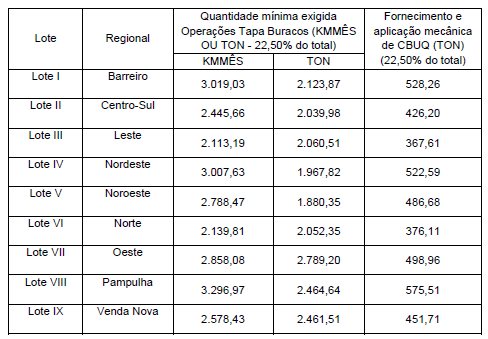 Lote Regional Quantidade mínima exigida Operações Tapa Buracos (KMMÊS OU TON - 22,50% do total) Fornecimento e aplicação mecânica de CBUQ (TON) (22,50% do total)
KMMÊS TON
Lote I Barreiro 3.019,03 2.123,87 528,26
Lote II Centro-Sul 2.445,66 2.039,98 426,20
Lote III Leste 2.113,19 2.060,51 367,61
Lote IV Nordeste 3.007,63 1.967,82 522,59
Lote V Noroeste 2.788,47 1.880,35 486,68
Lote VI Norte 2.139,81 2.052,35 376,11
Lote VII Oeste 2.858,08 2.789,20 498,96
Lote VIII Pampulha 3.296,97 2.464,64 575,51
Lote IX Venda Nova 2.578,43 2.461,51 451,71